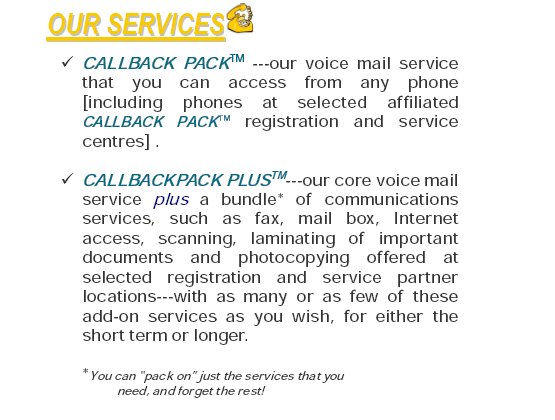 OUR SERVICES
✓ CALLBACK PACK™ ---our voice mail service
that you can access from any phone
[including phones at selected affiliated
CALLBACK PACK™ registration and service
centres] .
✓ CALLBACKPACK PLUS™---our core voice mail
service plus a bundle* of communications
services, such as fax, mail box, Internet
access, scanning, laminating of important
documents and photocopying offered at
selected registration and service partner
locations---with as many or as few of these
add-on services as you wish, for either the
short term or longer.
*You can "pack on" just the services that you
need, and forget the rest!